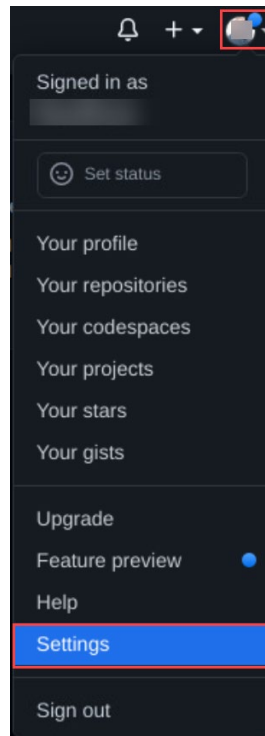 Signed in as
Set status
Your profile
Your repositories
Your codespaces
Your projects
Your stars
Your gists
Upgrade
Feature preview
Help
Settings
Sign out